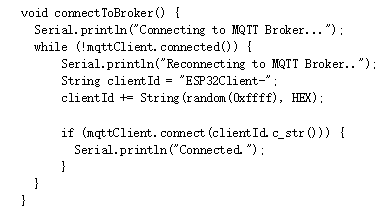 void connectToBroker() {
  Serial.println("Connecting to MQTT Broker...");
  while (!mqttClient.connected()) {
      Serial.println("Reconnecting to MQTT Broker..");
      String clientId = "ESP32Client-";
      clientId += String(random(0xffff), HEX);

      if (mqttClient.connect(clientId.c_str())) {
        Serial.println("Connected.");
      }
  }
}